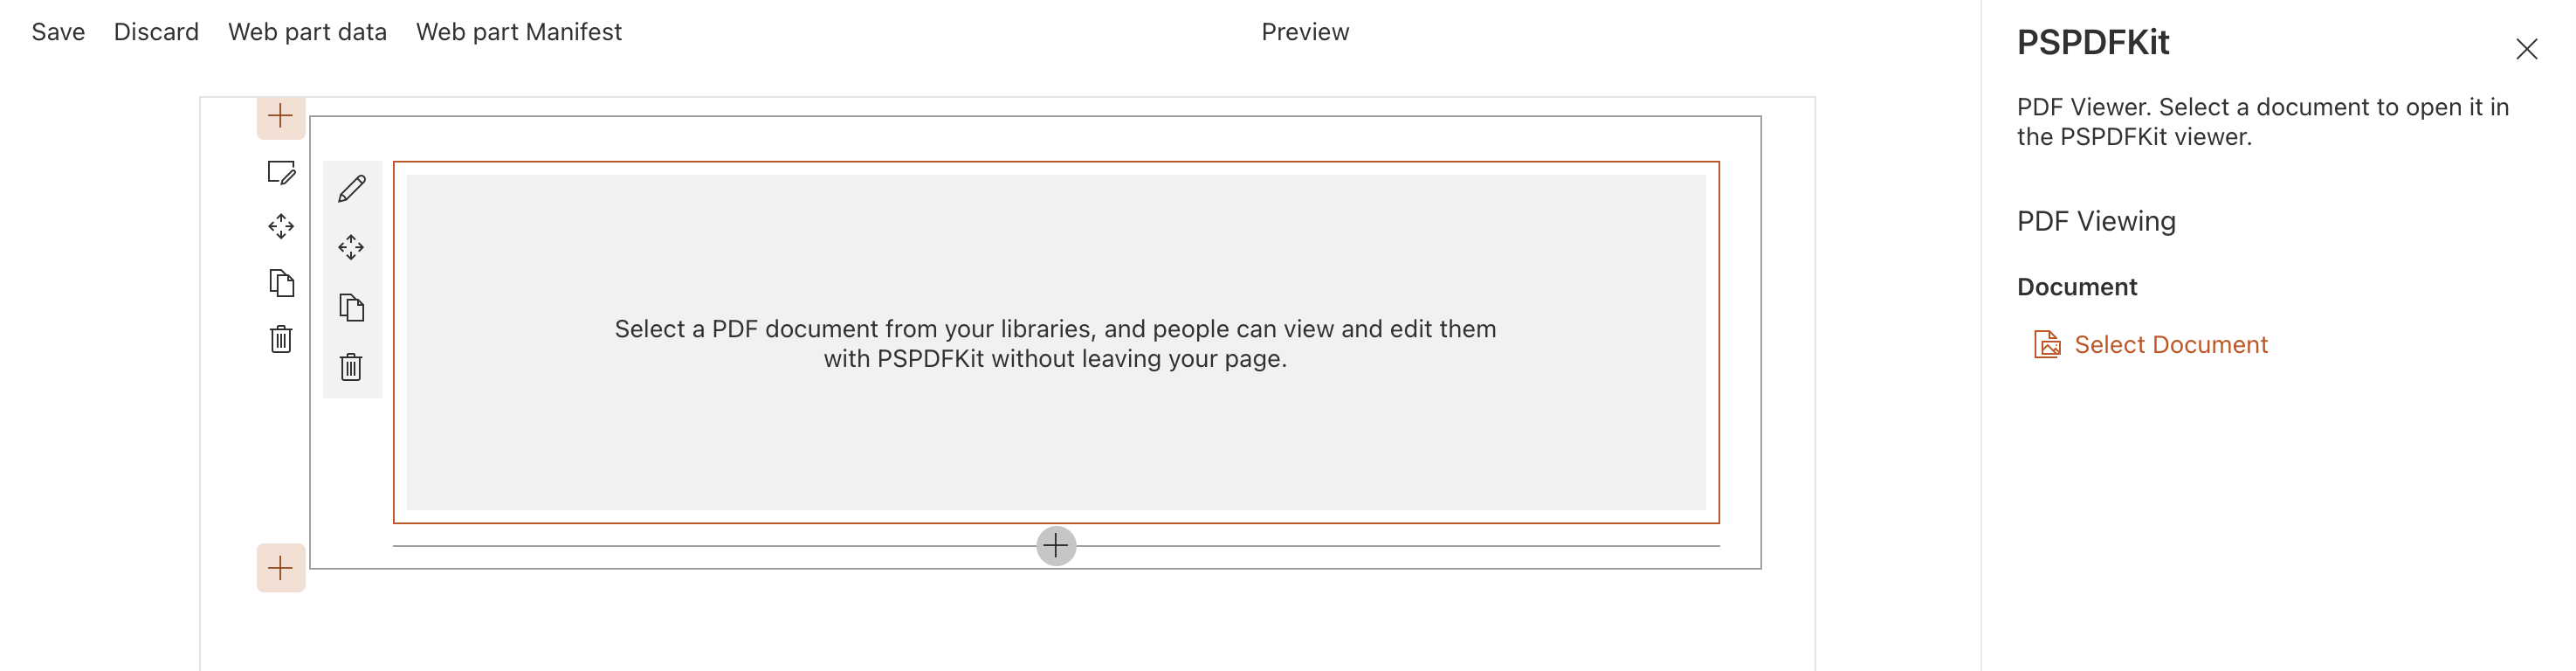 Save Discard Web part data Web part Manifest Preview
Select a PDF document from your libraries, and people can view and edit them
with PSPDFKit without leaving your page.
PSPDFKit
PDF Viewer. Select a document to open it in
the PSPDFKit viewer.
PDF Viewing
Document
Select Document